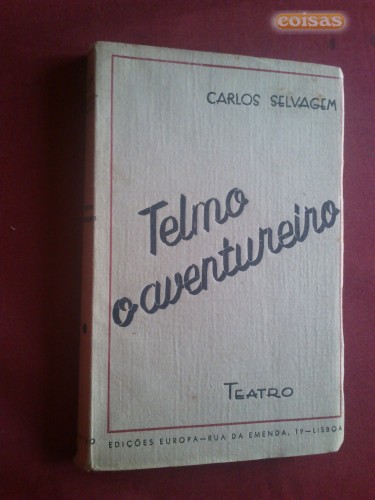 coisas
CARLOS SELVAGEM
Telmo
o aventureiro
TEATRO
EDIÇÕES EUROPA—RUA DA EMENDA, 19—LISBOA